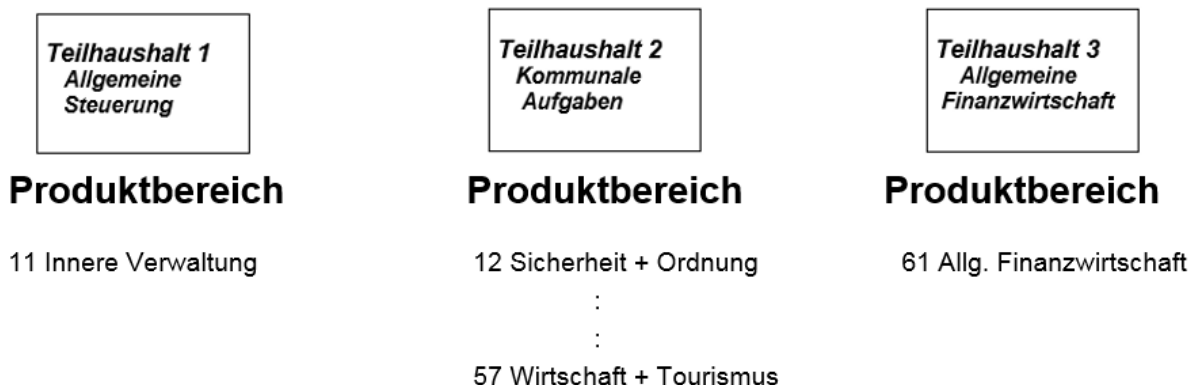 Teilhaushalt 1
Allgemeine
Steuerung
Produktbereich
11 Innere Verwaltung
Teilhaushalt 2
Kommunale
Aufgaben
Produktbereich
12 Sicherheit + Ordnung
:
:
57 Wirtschaft + Tourismus
Teilhaushalt 3
Allgemeine
Finanzwirtschaft
Produktbereich
61 Allg. Finanzwirtschaft